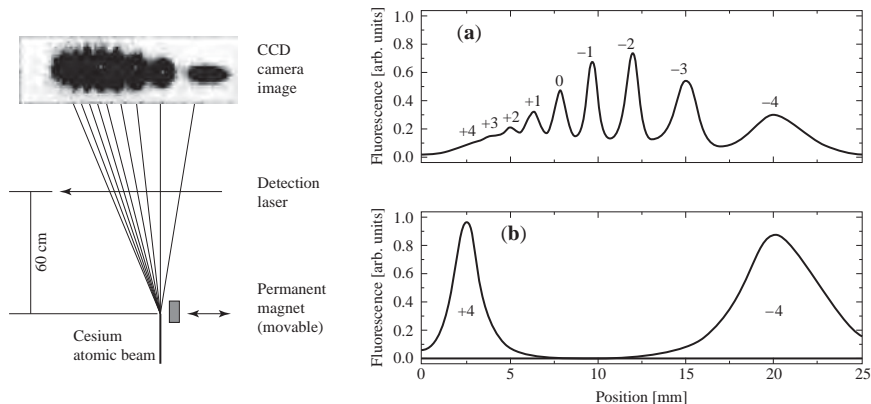 CCD
camera
image
Detection
laser
60 cm
Permanent
magnet
(movable)
Cesium
atomic beam
Fluorescence [arb. units]
1.0
0.8
0.6
0.4
0.2
0.0
(a)
+4
+3
+2
+1
0
−1
−2
−3
−4
Fluorescence [arb. units]
1.0
0.8
0.6
0.4
0.2
0.0
(b)
+4
−4
0
5
10
15
20
25
Position [mm]